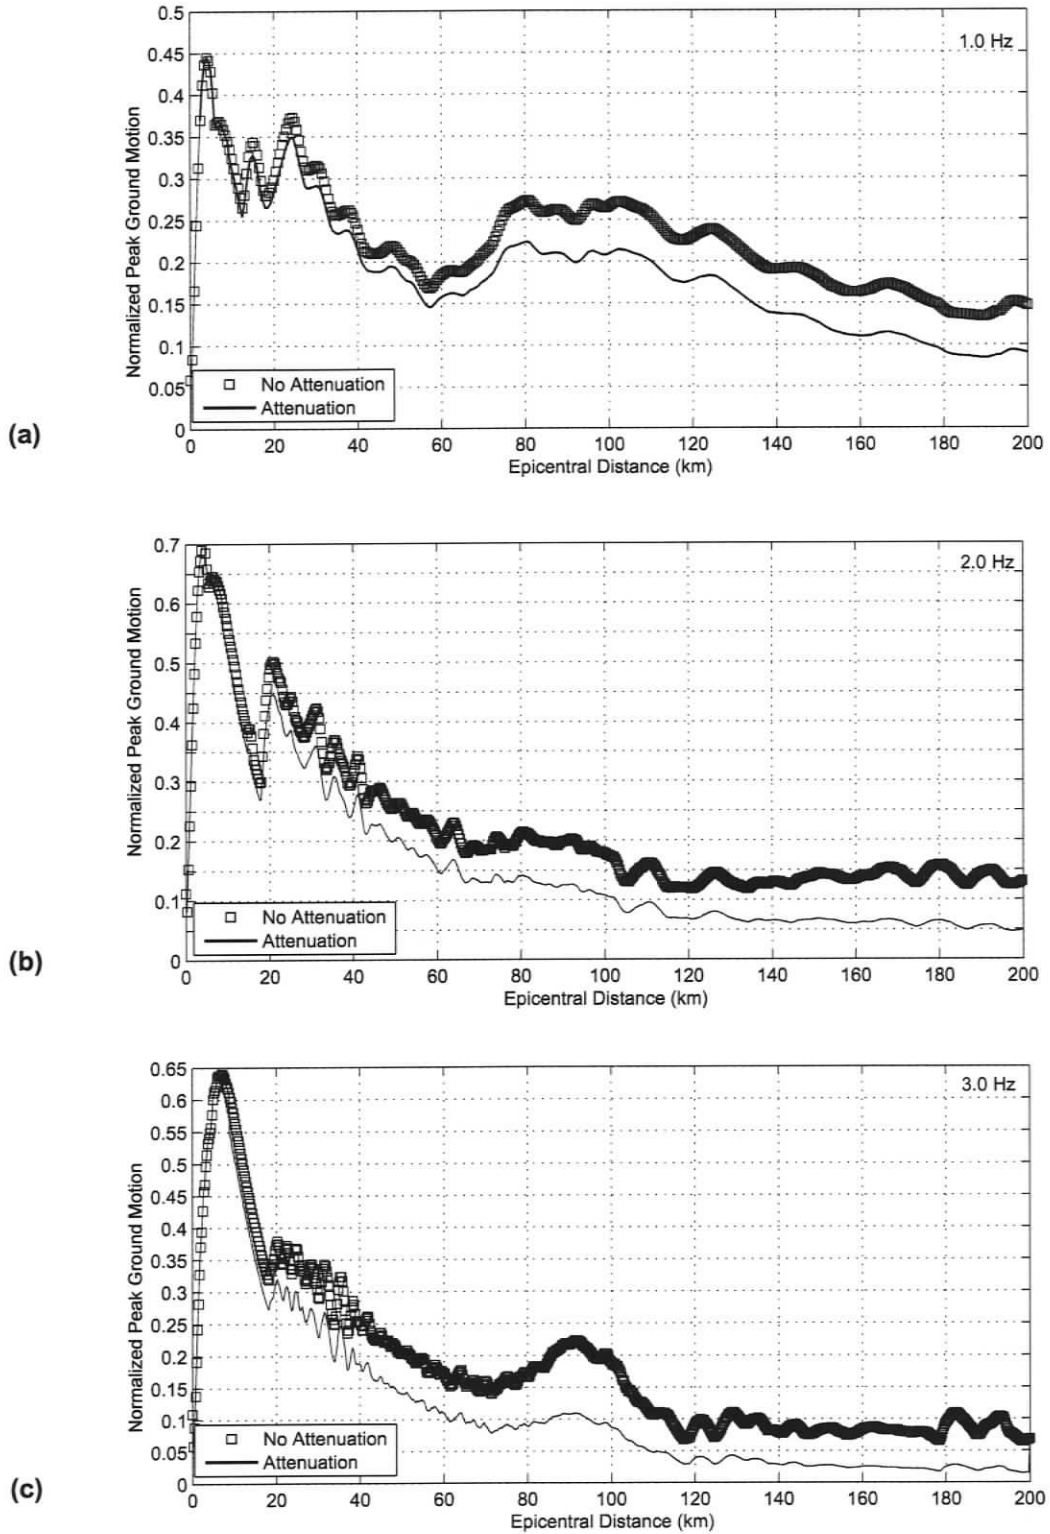 0.5
0.45
0.4
0.35
0.3
0.25
0.2
0.15
0.1
0.05
0
Normalized Peak Ground Motion
1.0 Hz
No Attenuation
Attenuation
0 20 40 60 80 100 120 140 160 180 200
Epicentral Distance (km)
(a)
0.7
0.6
0.5
0.4
0.3
0.2
0.1
0
Normalized Peak Ground Motion
2.0 Hz
No Attenuation
Attenuation
0 20 40 60 80 100 120 140 160 180 200
Epicentral Distance (km)
(b)
0.65
0.6
0.55
0.5
0.45
0.4
0.35
0.3
0.25
0.2
0.15
0.1
0.05
0
Normalized Peak Ground Motion
3.0 Hz
No Attenuation
Attenuation
0 20 40 60 80 100 120 140 160 180 200
Epicentral Distance (km)
(c)